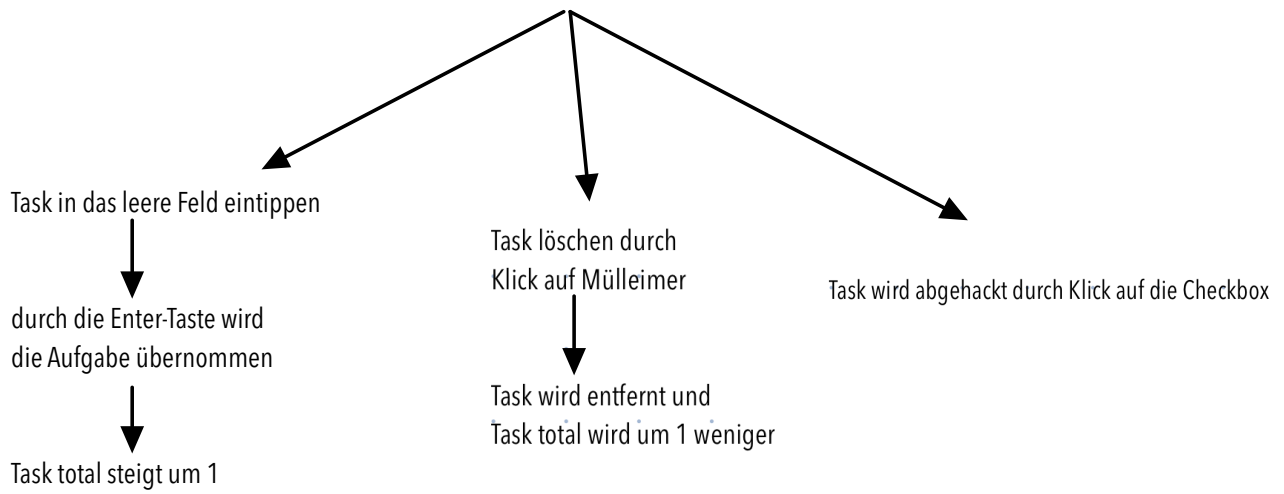 Task in das leere Feld eintippen
durch die Enter-Taste wird
die Aufgabe übernommen
Task total steigt um 1
Task löschen durch
Klick auf Mülleimer
Task wird entfernt und
Task total wird um 1 weniger
Task wird abgehackt durch Klick auf die Checkbox